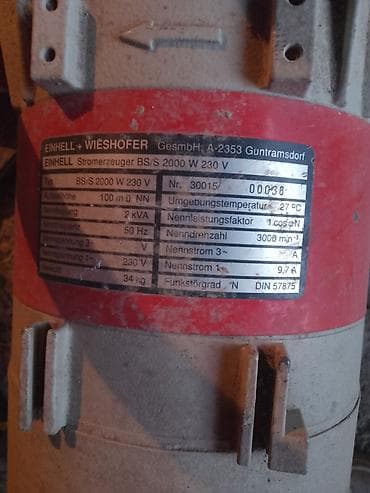 EINHELL + WIESHOFER GesmbH, A-2353 Guntramsdorf
EINHELL Stromerzeuger BS/S 2000 W 230 V
BS/S 2000 W 230 V Nr. 30015/ 00036
100 m ü NN Umgebungstemperatur 27 °C
2 kVA Nennleistungsfaktor 1 cos
50 Hz Nenndrehzahl 3000 min⁻¹
V Nennstrom 3~ A
230 V Nennstrom 1~ 9,7 A
34 kg Funkstörgrad °N DIN 57875